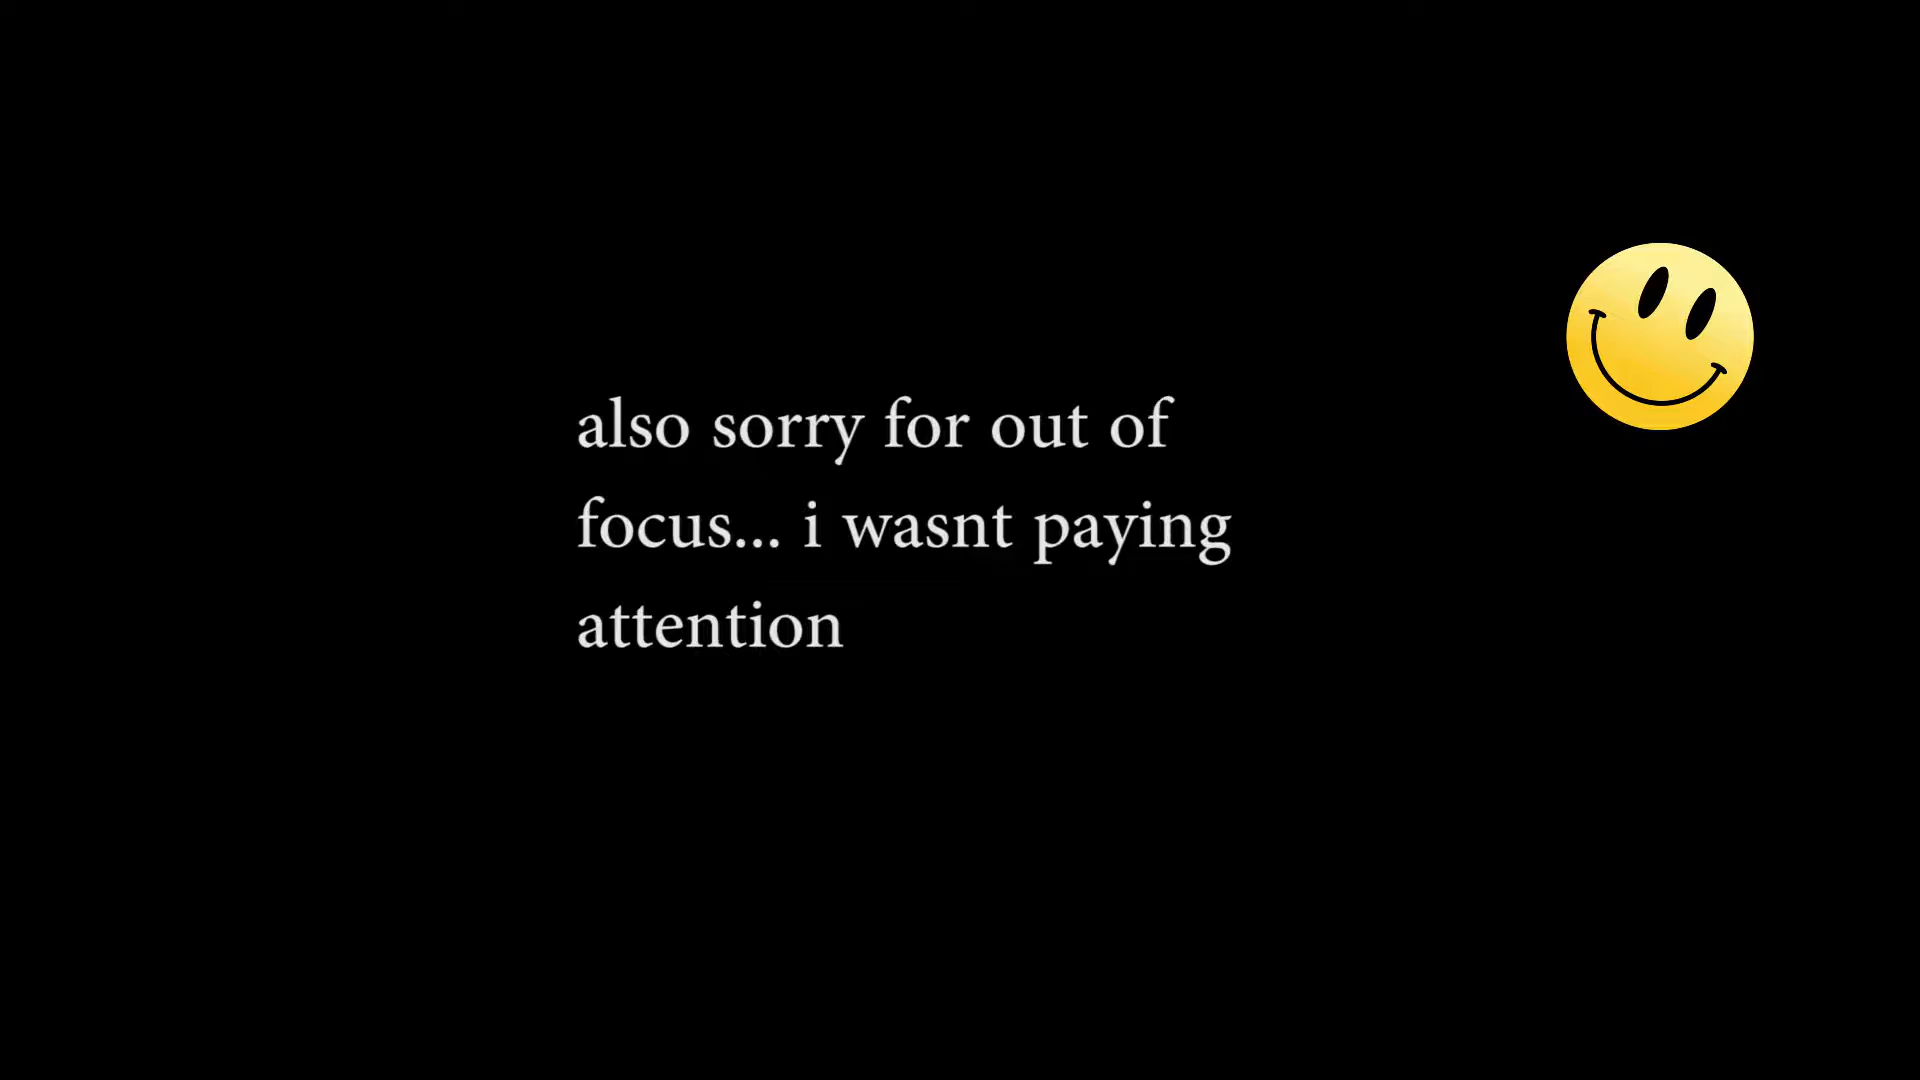 also sorry for out of
focus... i wasnt paying
attention